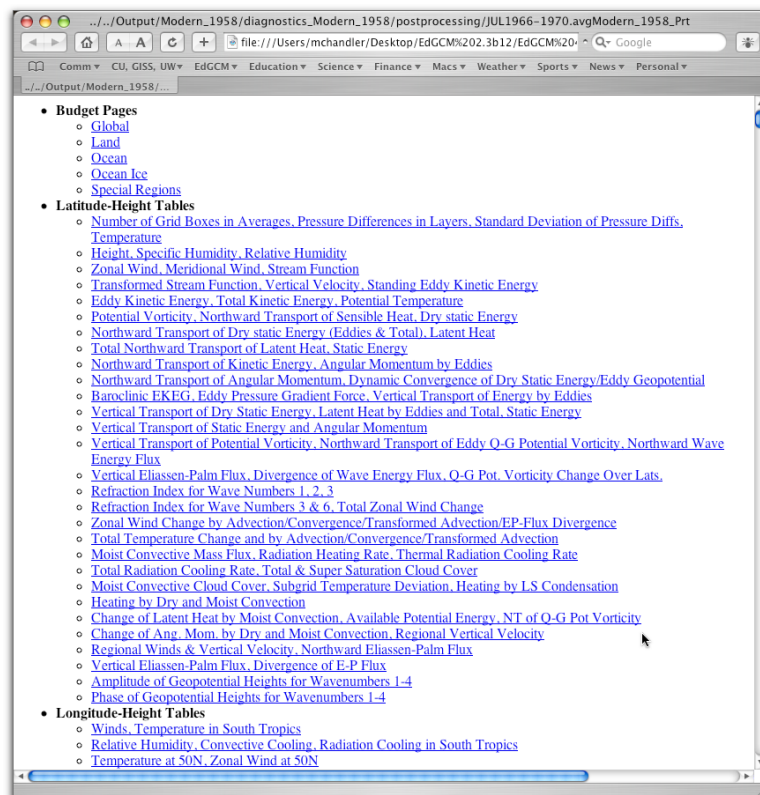 ../../Output/Modern_1958/diagnostics_Modern_1958/postprocessing/JUL1966-1970.avgModern_1958_Prt
A A C + file:///Users/mchandler/Desktop/EdGCM%202.3b12/EdGCM%20 Google
Comm CU, GISS, UW EdGCM Education Science Finance Macs Weather Sports News Personal
../../Output/Modern_1958/...
• Budget Pages
Global
Land
Ocean
Ocean Ice
Special Regions
• Latitude-Height Tables
Number of Grid Boxes in Averages, Pressure Differences in Layers, Standard Deviation of Pressure Diffs,
Temperature
Height, Specific Humidity, Relative Humidity
Zonal Wind, Meridional Wind, Stream Function
Transformed Stream Function, Vertical Velocity, Standing Eddy Kinetic Energy
Eddy Kinetic Energy, Total Kinetic Energy, Potential Temperature
Potential Vorticity, Northward Transport of Sensible Heat, Dry static Energy
Northward Transport of Dry static Energy (Eddies & Total), Latent Heat
Total Northward Transport of Latent Heat, Static Energy
Northward Transport of Kinetic Energy, Angular Momentum by Eddies
Northward Transport of Angular Momentum, Dynamic Convergence of Dry Static Energy/Eddy Geopotential
Baroclinic EKEG, Eddy Pressure Gradient Force, Vertical Transport of Energy by Eddies
Vertical Transport of Dry Static Energy, Latent Heat by Eddies and Total, Static Energy
Vertical Transport of Static Energy and Angular Momentum
Vertical Transport of Potential Vorticity, Northward Transport of Eddy Q-G Potential Vorticity, Northward Wave
Energy Flux
Vertical Eliassen-Palm Flux, Divergence of Wave Energy Flux, Q-G Pot. Vorticity Change Over Lats.
Refraction Index for Wave Numbers 1, 2, 3
Refraction Index for Wave Numbers 3 & 6, Total Zonal Wind Change
Zonal Wind Change by Advection/Convergence/Transformed Advection/EP-Flux Divergence
Total Temperature Change and by Advection/Convergence/Transformed Advection
Moist Convective Mass Flux, Radiation Heating Rate, Thermal Radiation Cooling Rate
Total Radiation Cooling Rate, Total & Super Saturation Cloud Cover
Moist Convective Cloud Cover, Subgrid Temperature Deviation, Heating by LS Condensation
Heating by Dry and Moist Convection
Change of Latent Heat by Moist Convection, Available Potential Energy, NT of Q-G Pot Vorticity
Change of Ang. Mom. by Dry and Moist Convection, Regional Vertical Velocity
Regional Winds & Vertical Velocity, Northward Eliassen-Palm Flux
Vertical Eliassen-Palm Flux, Divergence of E-P Flux
Amplitude of Geopotential Heights for Wavenumbers 1-4
Phase of Geopotential Heights for Wavenumbers 1-4
• Longitude-Height Tables
Winds, Temperature in South Tropics
Relative Humidity, Convective Cooling, Radiation Cooling in South Tropics
Temperature at 50N, Zonal Wind at 50N